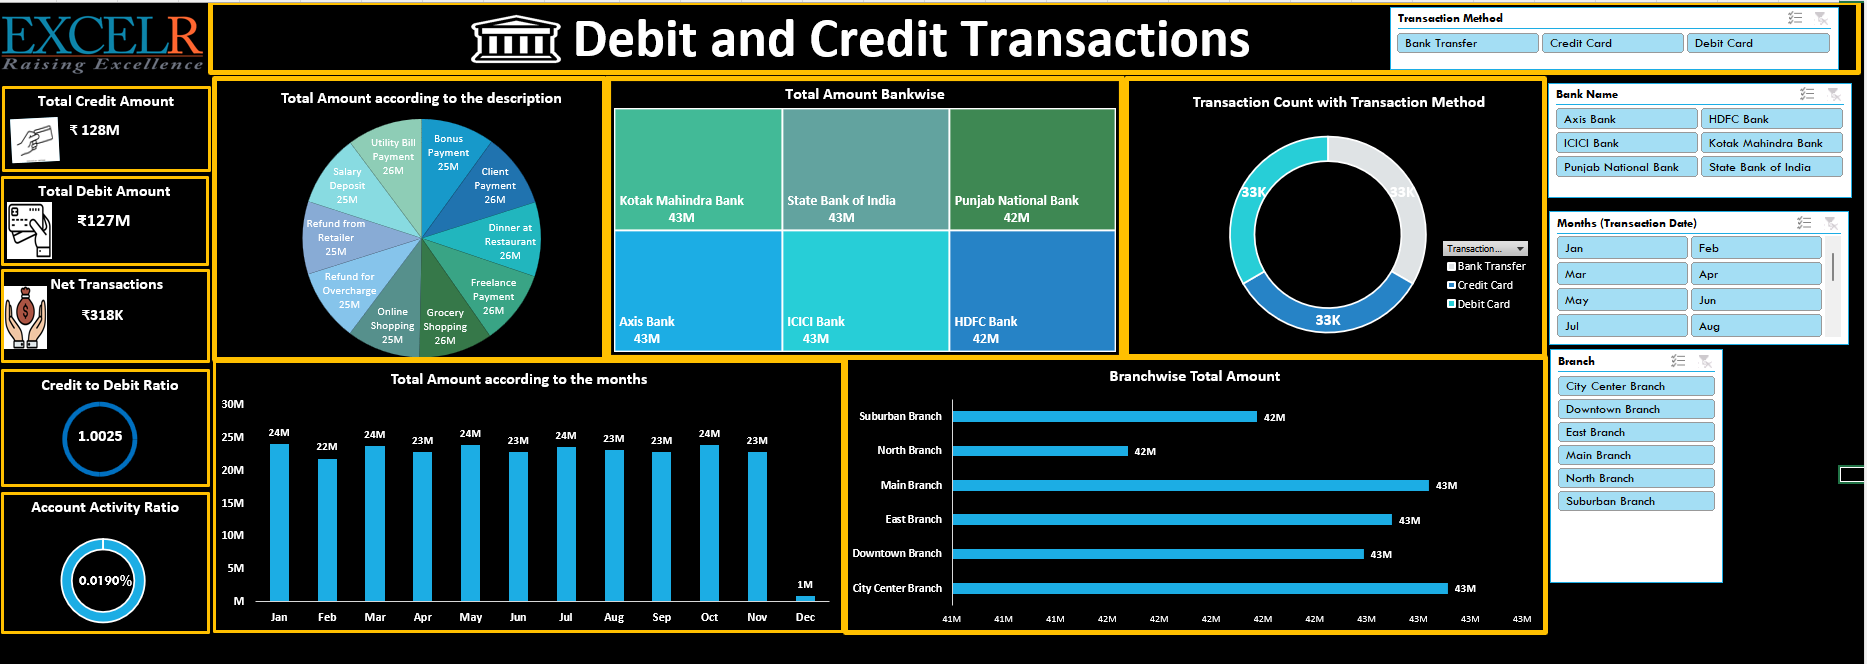 EXCELR
Raising Excellence
Debit and Credit Transactions
Transaction Method
Bank Transfer
Credit Card
Debit Card
Total Credit Amount
₹ 128M
Total Debit Amount
₹127M
Net Transactions
₹318K
Credit to Debit Ratio
1.0025
Account Activity Ratio
0.0190%
Total Amount according to the description
Bonus
Payment
25M
Client
Payment
26M
Dinner at
Restaurant
26M
Freelance
Payment
26M
Grocery
Shopping
26M
Online
Shopping
25M
Refund for
Overcharge
25M
Refund from
Retailer
25M
Salary
Deposit
25M
Utility Bill
Payment
26M
Total Amount Bankwise
Kotak Mahindra Bank
43M
State Bank of India
43M
Punjab National Bank
42M
Axis Bank
43M
ICICI Bank
43M
HDFC Bank
42M
Transaction Count with Transaction Method
33K
33K
33K
Transaction...
Bank Transfer
Credit Card
Debit Card
Bank Name
Axis Bank
HDFC Bank
ICICI Bank
Kotak Mahindra Bank
Punjab National Bank
State Bank of India
Months (Transaction Date)
Jan
Feb
Mar
Apr
May
Jun
Jul
Aug
Branch
City Center Branch
Downtown Branch
East Branch
Main Branch
North Branch
Suburban Branch
Total Amount according to the months
30M
25M
20M
15M
10M
5M
M
24M
22M
24M
23M
24M
23M
24M
23M
23M
24M
23M
1M
Jan
Feb
Mar
Apr
May
Jun
Jul
Aug
Sep
Oct
Nov
Dec
Branchwise Total Amount
Suburban Branch
42M
North Branch
42M
Main Branch
43M
East Branch
43M
Downtown Branch
43M
City Center Branch
43M
41M
41M
41M
42M
42M
42M
42M
42M
43M
43M
43M
43M